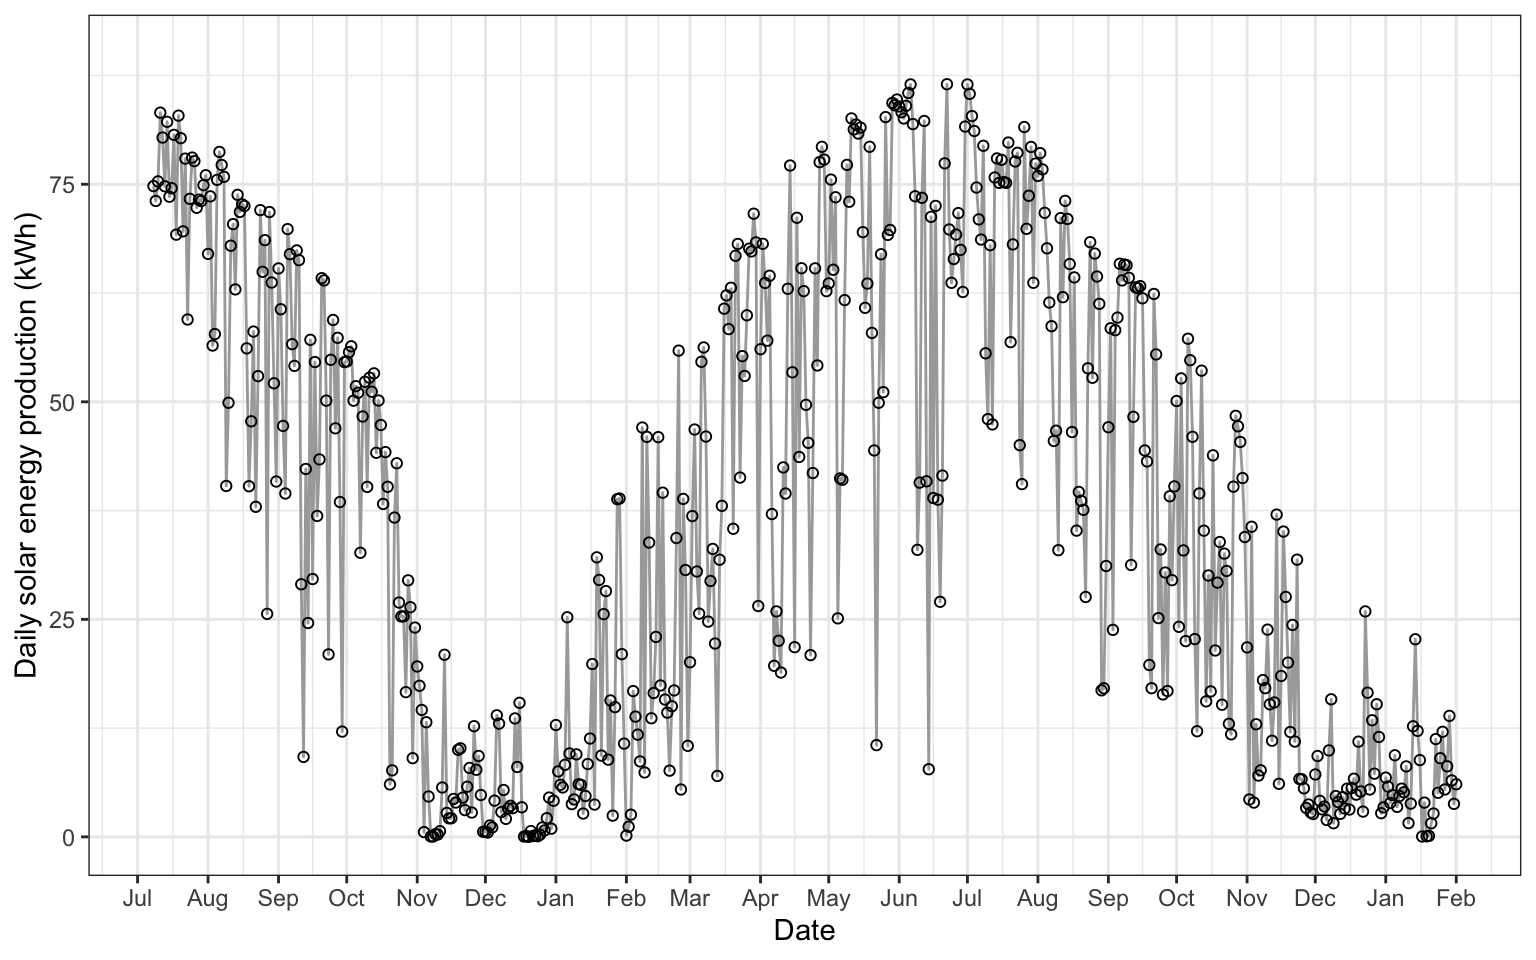 Daily solar energy production (kWh)
75
50
25
0
Jul Aug Sep Oct Nov Dec Jan Feb Mar Apr May Jun Jul Aug Sep Oct Nov Dec Jan Feb
Date